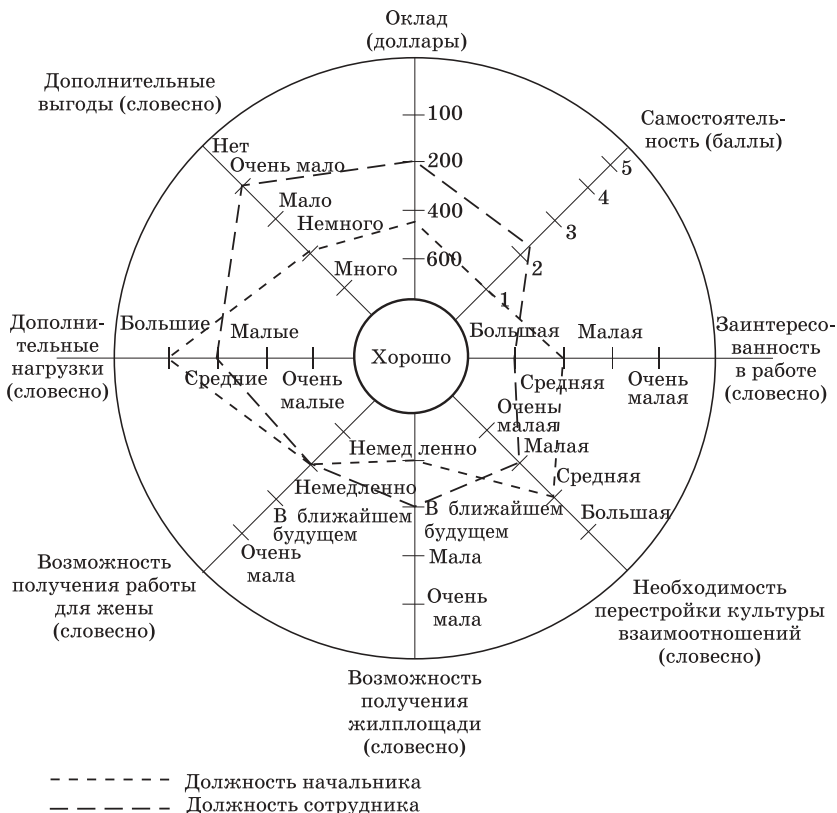 Оклад
(доллары)
Дополнительные
выгоды (словесно)
Самостоятель-
ность (баллы)
100
200
400
600
Нет
Очень мало
Мало
Немного
Много
5
4
3
2
1
Дополни-
тельные
нагрузки
(словесно)
Большие
Малые
Средние
Очень
малые
Хорошо
Большая
Малая
Средняя
Очень
малая
Заинтересо-
ванность
в работе
(словесно)
Очень
малая
Малая
Средняя
Большая
Немедленно
Немедленно
В ближайшем
будущем
Очень
мала
В ближайшем
будущем
Мала
Очень
мала
Возможность
получения работы
для жены
(словесно)
Необходимость
перестройки культуры
взаимоотношений
(словесно)
Возможность
получения
жилплощади
(словесно)
Должность начальника
Должность сотрудника